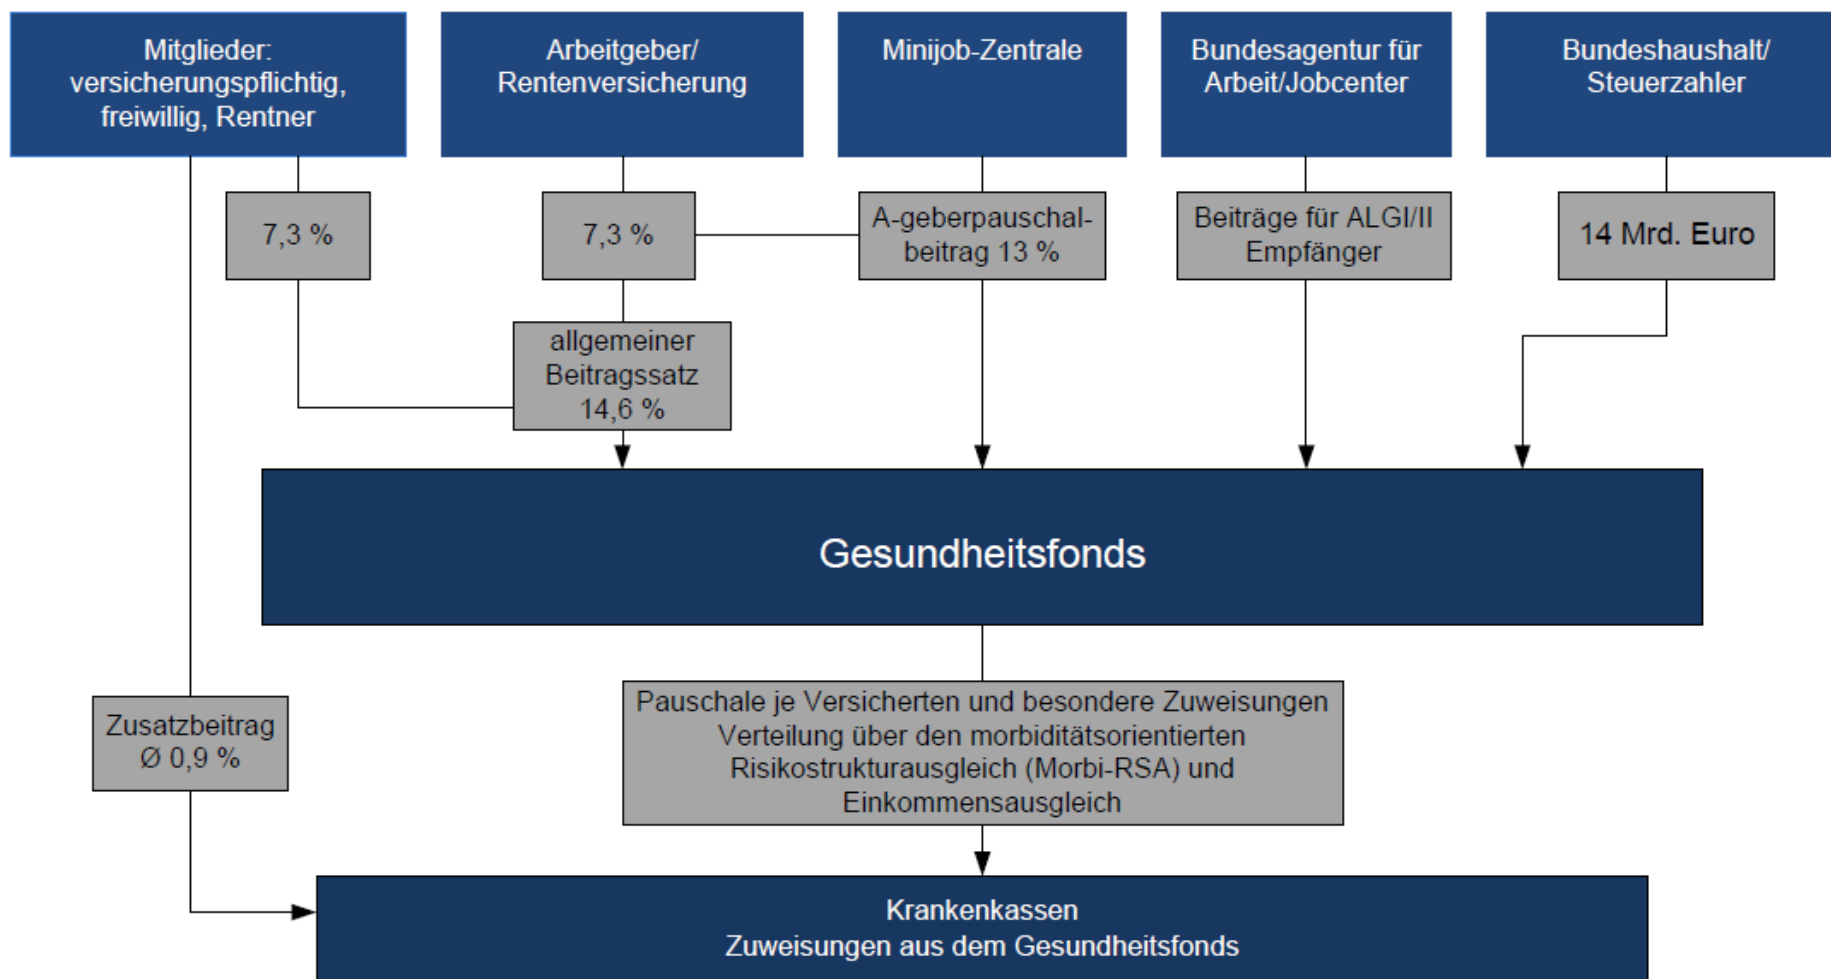 Mitglieder:
versicherungspflichtig,
freiwillig, Rentner
Arbeitgeber/
Rentenversicherung
Minijob-Zentrale
Bundesagentur für
Arbeit/Jobcenter
Bundeshaushalt/
Steuerzahler
7,3 %
7,3 %
A-geberpauschal-
beitrag 13 %
Beiträge für ALGI/II
Empfänger
14 Mrd. Euro
allgemeiner
Beitragssatz
14,6 %
Gesundheitsfonds
Zusatzbeitrag
Ø 0,9 %
Pauschale je Versicherten und besondere Zuweisungen
Verteilung über den morbiditätsorientierten
Risikostrukturausgleich (Morbi-RSA) und
Einkommensausgleich
Krankenkassen
Zuweisungen aus dem Gesundheitsfonds